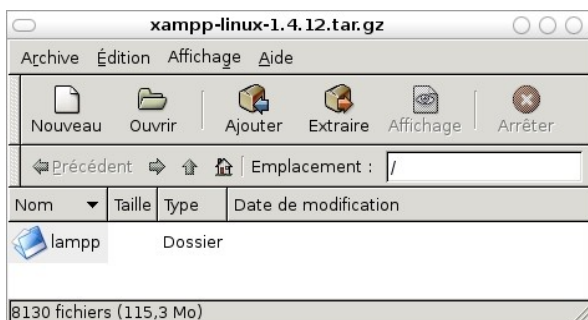 xampp-linux-1.4.12.tar.gz
Archive Édition Affichage Aide
Nouveau Ouvrir Ajouter Extraire Affichage Arrêter
Précédent Emplacement : /
Nom Taille Type Date de modification
lampp Dossier
8130 fichiers (115,3 Mo)